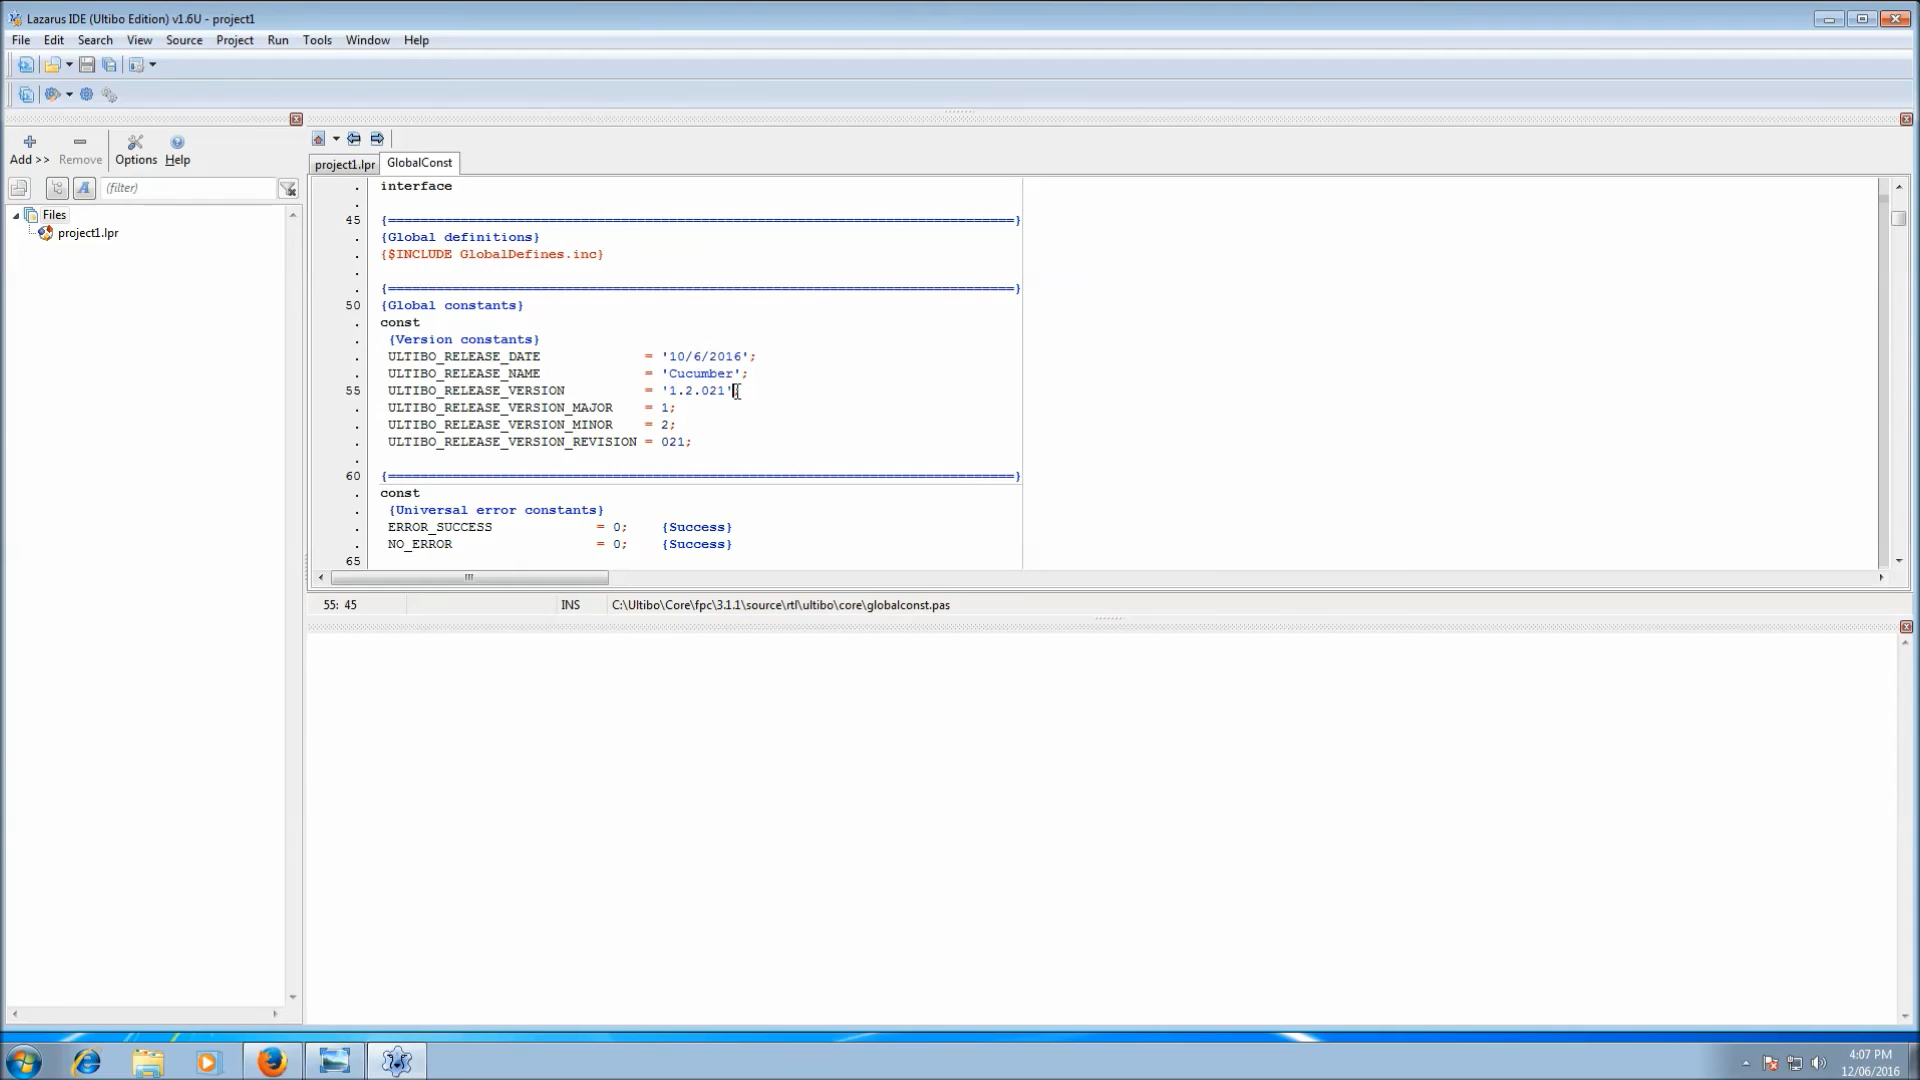 Lazarus IDE (Ultibo Edition) v1.6U - project1
File Edit Search View Source Project Run Tools Window Help
Add >> Remove Options Help
(filter)
Files
project1.lpr
project1.lpr GlobalConst
. interface
.
45 {==============================================================================}
. {Global definitions}
. {$INCLUDE GlobalDefines.inc}
.
. {==============================================================================}
50 {Global constants}
. const
. {Version constants}
. ULTIBO_RELEASE_DATE = '10/6/2016';
. ULTIBO_RELEASE_NAME = 'Cucumber';
55 ULTIBO_RELEASE_VERSION = '1.2.021';
. ULTIBO_RELEASE_VERSION_MAJOR = 1;
. ULTIBO_RELEASE_VERSION_MINOR = 2;
. ULTIBO_RELEASE_VERSION_REVISION = 021;
.
60 {==============================================================================}
. const
. {Universal error constants}
. ERROR_SUCCESS = 0; {Success}
. NO_ERROR = 0; {Success}
65
55: 45 INS C:\Ultibo\Core\fpc\3.1.1\source\rtl\ultibo\core\globalconst.pas
4:07 PM
12/06/2016